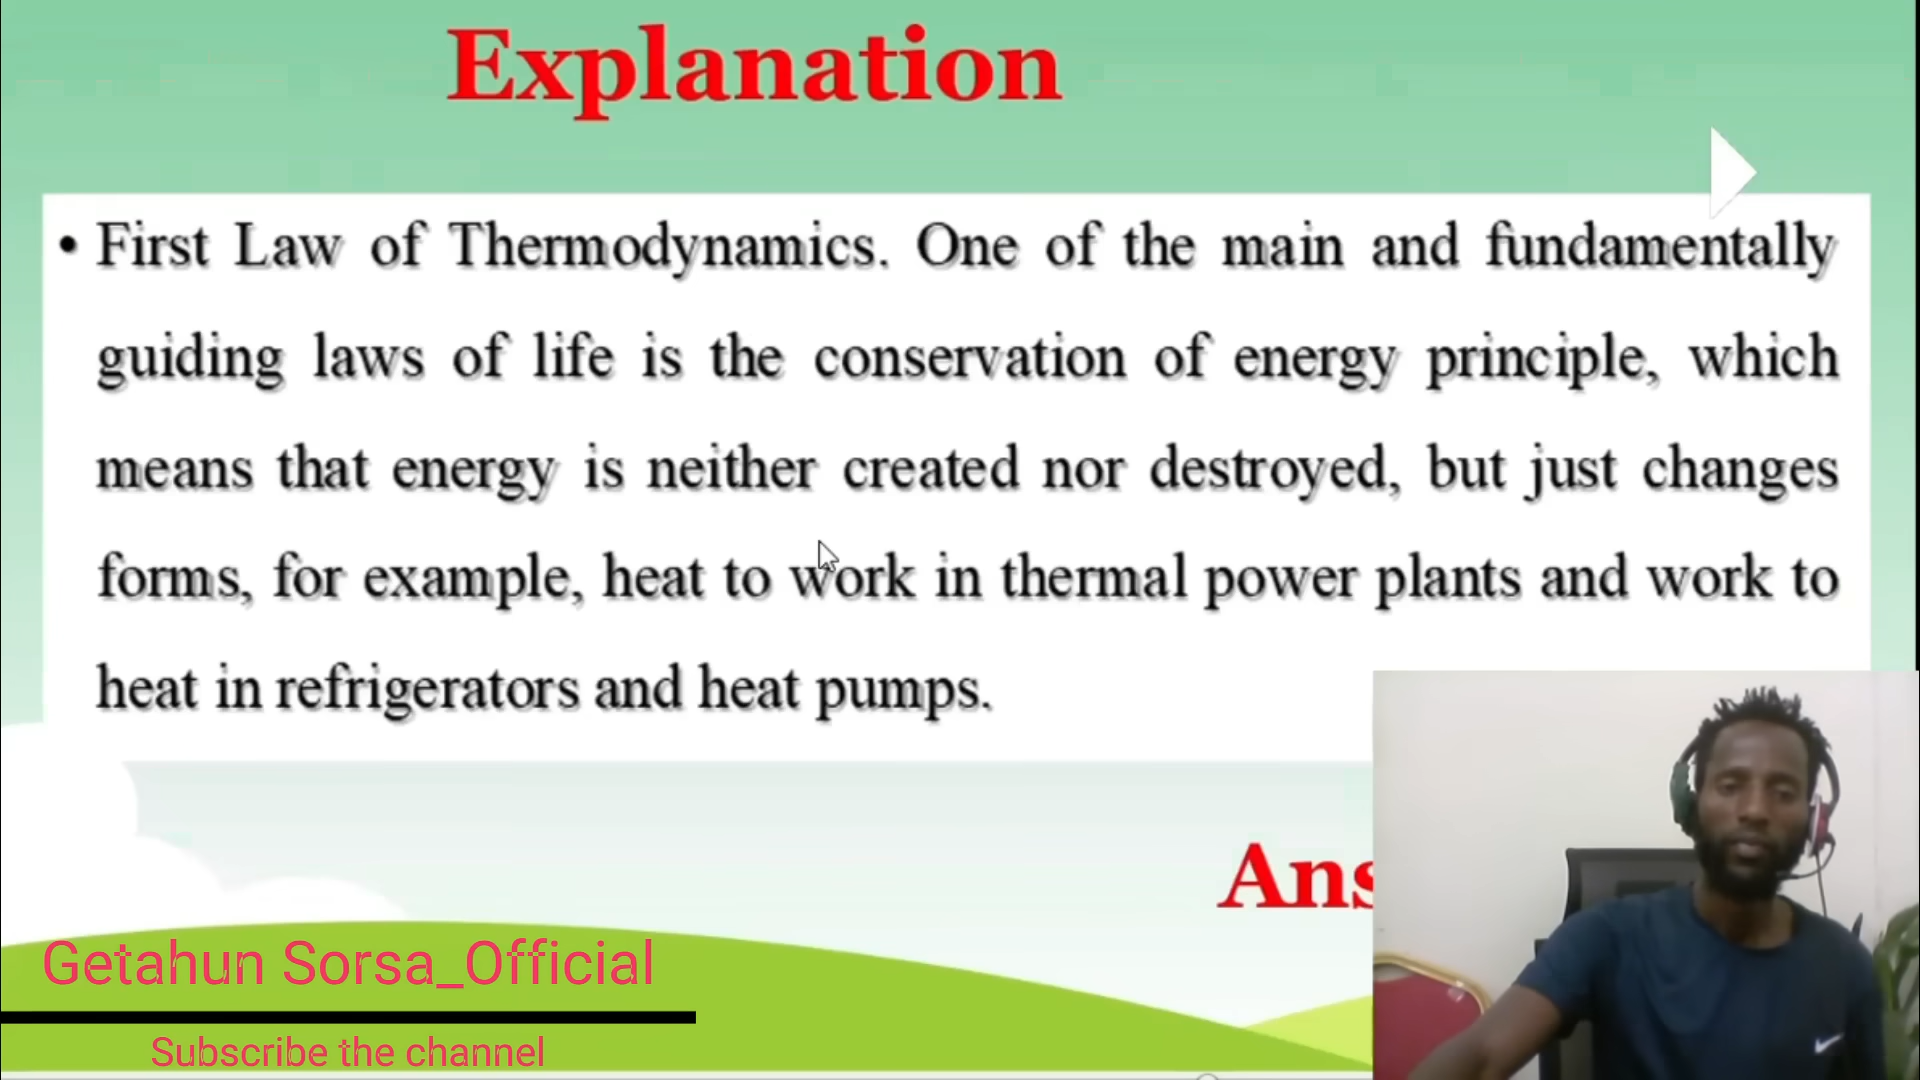 Explanation
• First Law of Thermodynamics. One of the main and fundamentally
guiding laws of life is the conservation of energy principle, which
means that energy is neither created nor destroyed, but just changes
forms, for example, heat to work in thermal power plants and work to
heat in refrigerators and heat pumps.
Getahun Sorsa_Official
Subscribe the channel